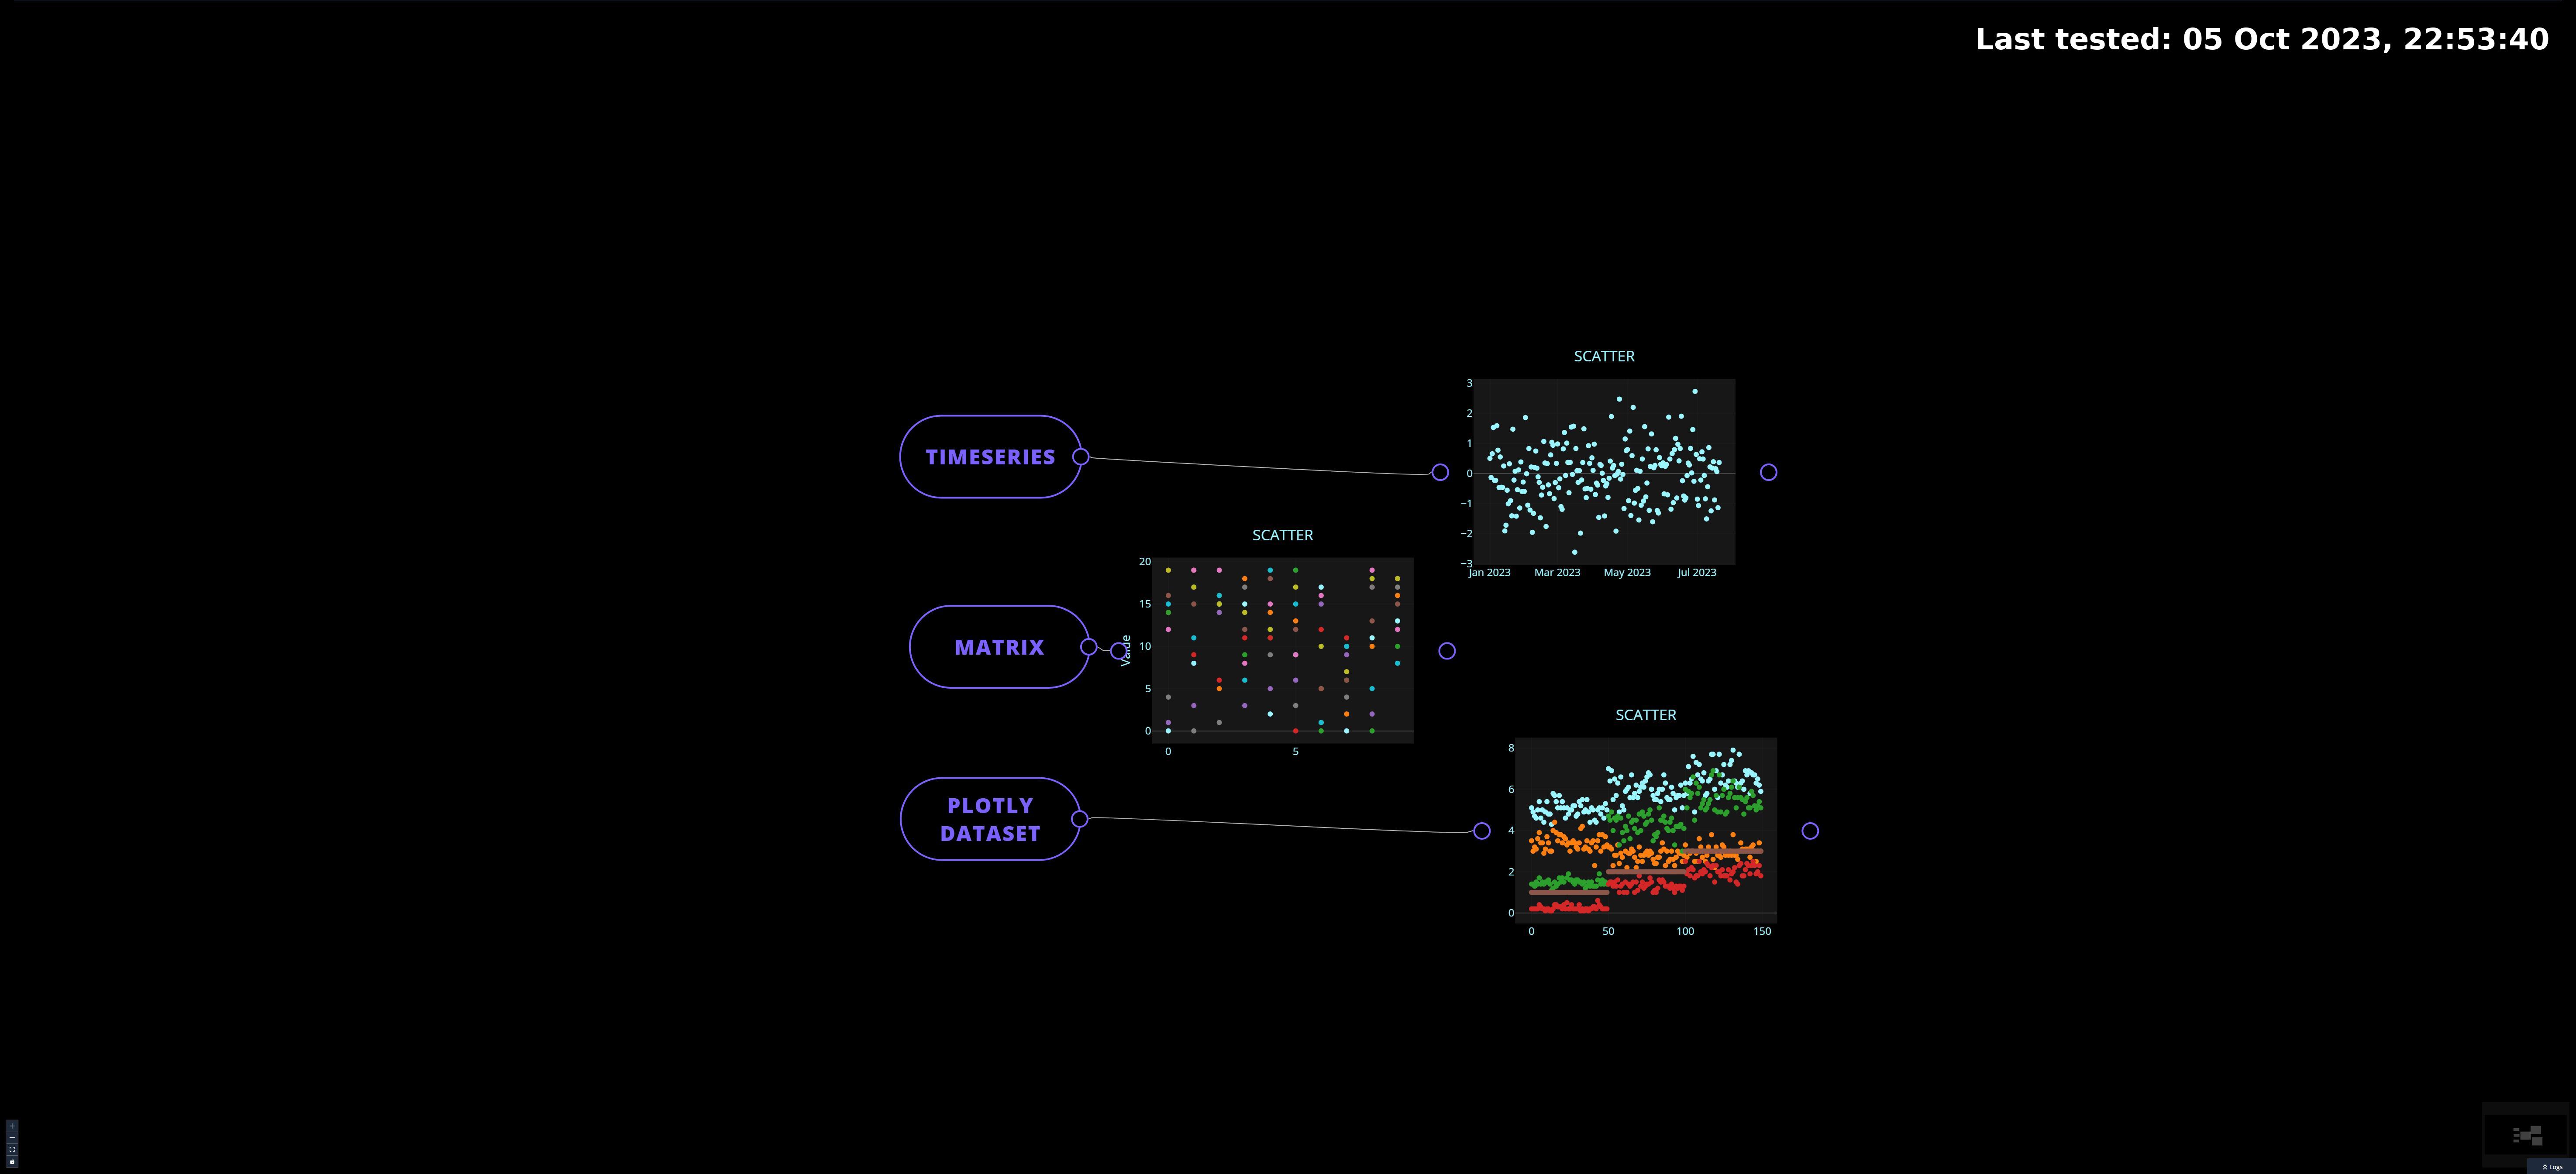 Last tested: 05 Oct 2023, 22:53:40
SCATTER
3
2
1
0
−1
−2
−3
Jan 2023 Mar 2023 May 2023 Jul 2023
TIMESERIES
SCATTER
20
15
10
5
0
Value
0 5
MATRIX
SCATTER
8
6
4
2
0
0 50 100 150
PLOTLY
DATASET
Logs